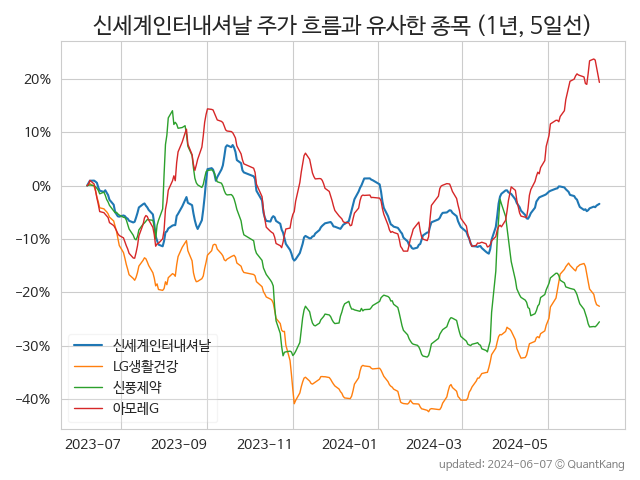 신세계인터내셔날 주가 흐름과 유사한 종목 (1년, 5일선)
20%
10%
0%
−10%
−20%
−30%
−40%
신세계인터내셔날
LG생활건강
신풍제약
아모레G
2023-07 2023-09 2023-11 2024-01 2024-03 2024-05
updated: 2024-06-07 © QuantKang